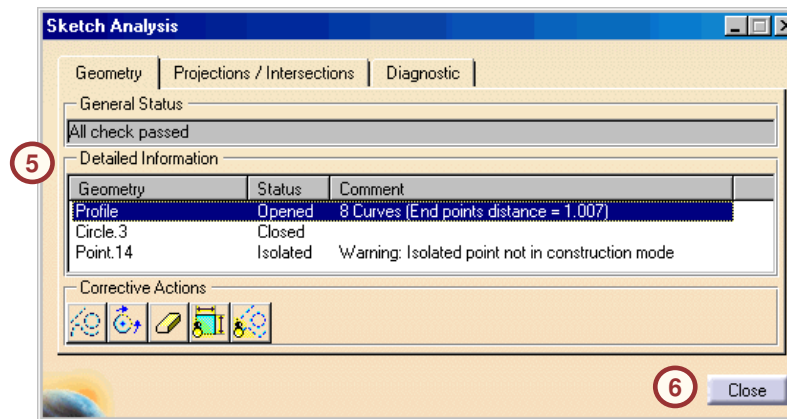 Sketch Analysis
Geometry Projections / Intersections Diagnostic
General Status
All check passed
5
Detailed Information
Geometry Status Comment
Profile Opened 8 Curves (End points distance = 1.007)
Circle.3 Closed
Point.14 Isolated Warning: Isolated point not in construction mode
Corrective Actions
6
Close